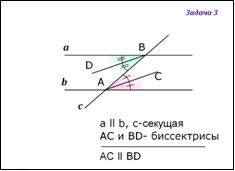 Задача 3
a
B
D
b
A
C
c
a II b, c-секущая
AC и BD- биссектрисы
AC II BD